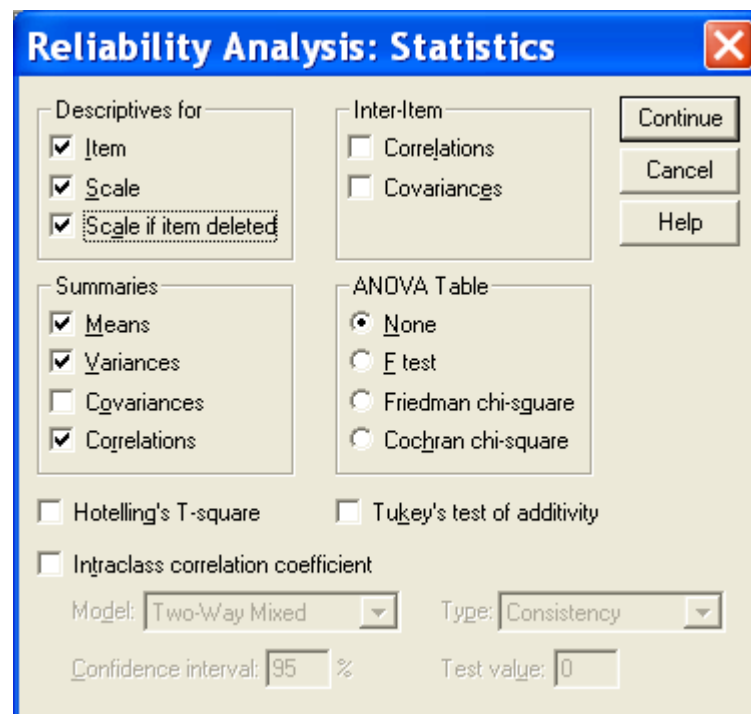 Reliability Analysis: Statistics
Descriptives for
Item
Scale
Scale if item deleted
Inter-Item
Correlations
Covariances
Continue
Cancel
Help
Summaries
Means
Variances
Covariances
Correlations
ANOVA Table
None
F test
Friedman chi-square
Cochran chi-square
Hotelling's T-square
Tukey's test of additivity
Intraclass correlation coefficient
Model: Two-Way Mixed
Type: Consistency
Confidence interval: 95 %
Test value: 0